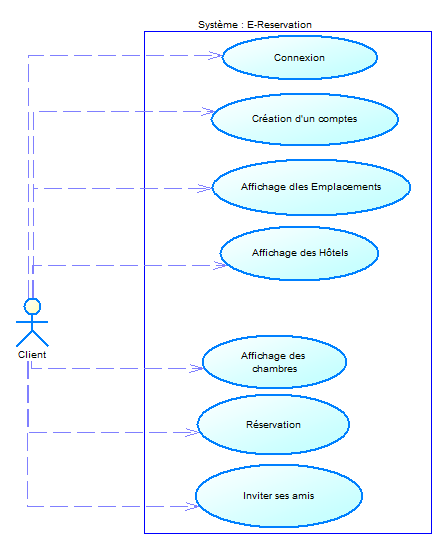 Système : E-Reservation
Connexion
Création d'un comptes
Affichage dles Emplacements
Affichage des Hôtels
Client
Affichage des
chambres
Réservation
Inviter ses amis